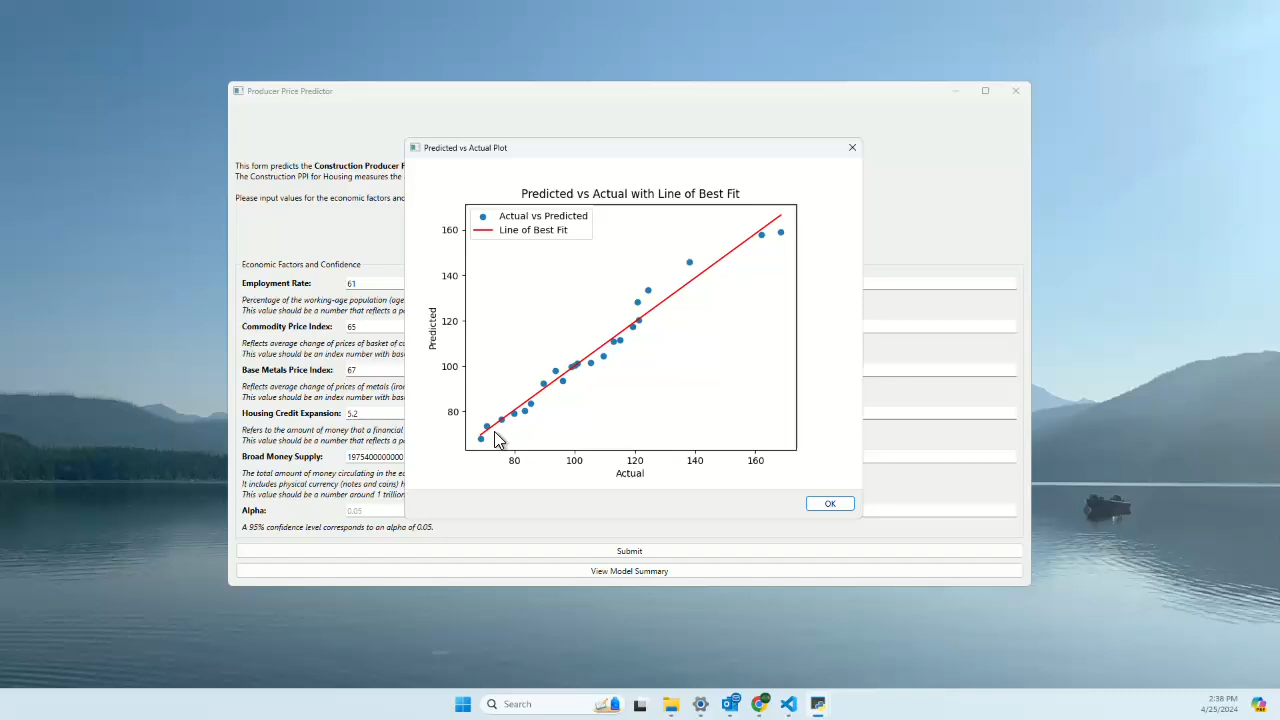 Producer Price Predictor
This form predicts the Construction Producer
The Construction PPI for Housing measures the
Please input values for the economic factors and
Predicted vs Actual Plot
Predicted vs Actual with Line of Best Fit
Actual vs Predicted
Line of Best Fit
160
140
120
100
80
Predicted
80 100 120 140 160
Actual
OK
Economic Factors and Confidence
Employment Rate: 61
Percentage of the working-age population
This value should be a number that reflects a
Commodity Price Index: 65
Reflects average change of prices of basket of
This value should be an index number with
Base Metals Price Index: 67
Reflects average change of prices of metals
This value should be an index number with
Housing Credit Expansion: 5.2
Refers to the amount of money that a financial
This value should be a number that reflects a
Broad Money Supply: 1975400000000
The total amount of money circulating in the
It includes physical currency (notes and coins)
This value should be a number around 1 trillion
Alpha: 0.05
A 95% confidence level corresponds to an alpha of 0.05.
Submit
View Model Summary
Search
2:38 PM
4/25/2024